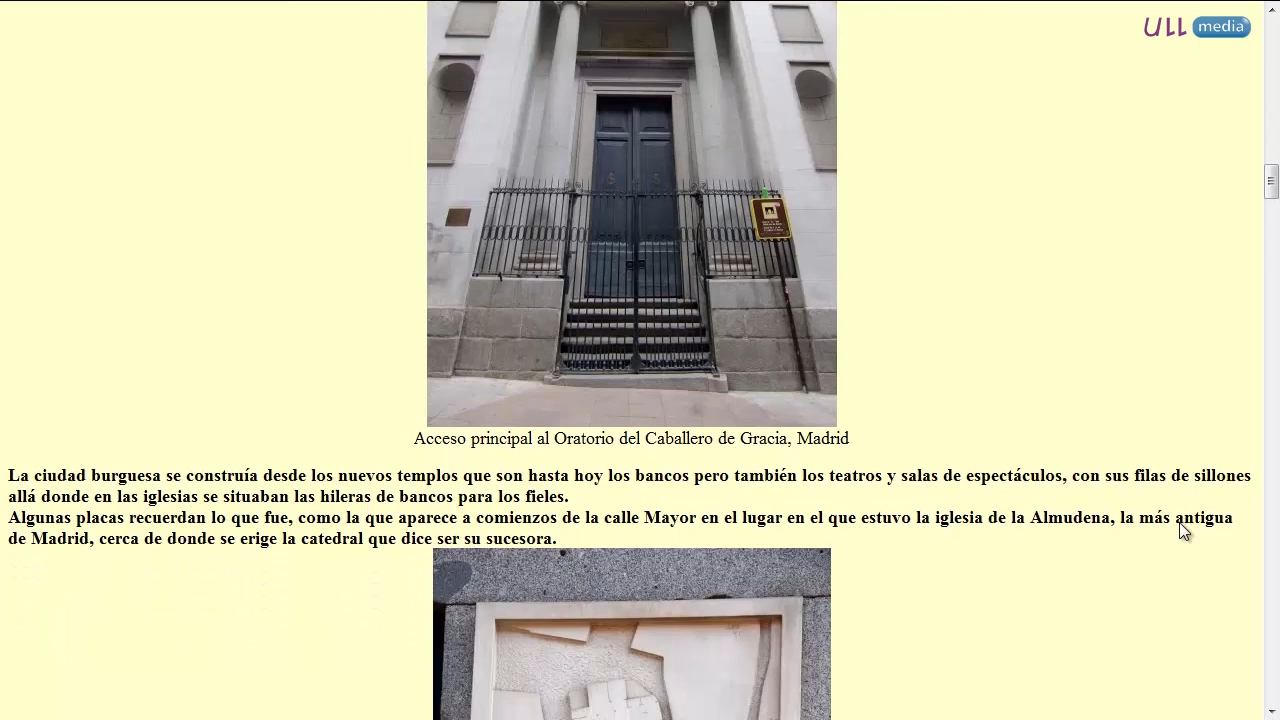 ULL media
Acceso principal al Oratorio del Caballero de Gracia, Madrid
La ciudad burguesa se construía desde los nuevos templos que son hasta hoy los bancos pero también los teatros y salas de espectáculos, con sus filas de sillones
allá donde en las iglesias se situaban las hileras de bancos para los fieles.
Algunas placas recuerdan lo que fue, como la que aparece a comienzos de la calle Mayor en el lugar en el que estuvo la iglesia de la Almudena, la más antigua
de Madrid, cerca de donde se erige la catedral que dice ser su sucesora.